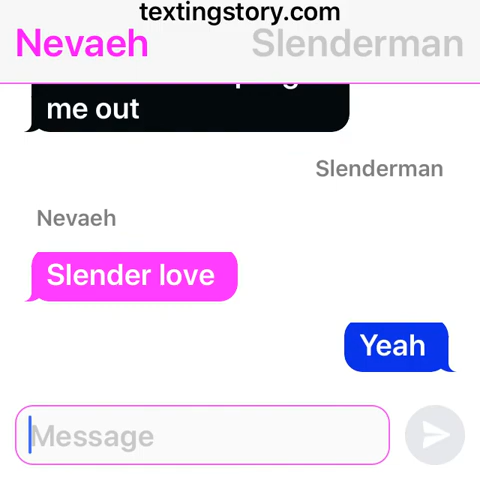 textingstory.com
Nevaeh Slenderman
me out
Slenderman
Nevaeh
Slender love
Yeah
Message